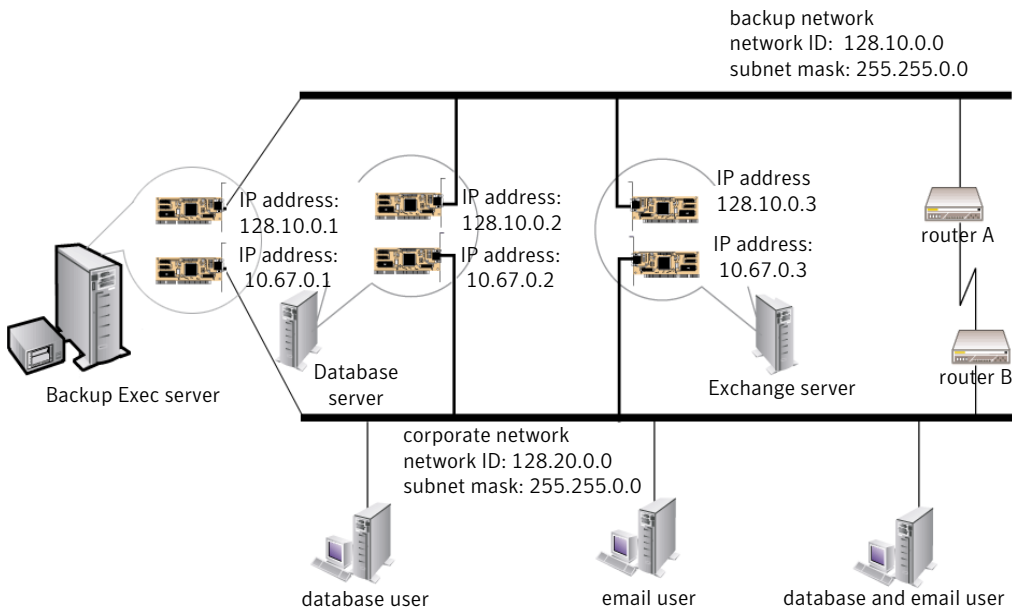 backup network
network ID: 128.10.0.0
subnet mask: 255.255.0.0
IP address:
128.10.0.1
IP address:
10.67.0.1
IP address:
128.10.0.2
IP address:
10.67.0.2
IP address
128.10.0.3
IP address:
10.67.0.3
router A
router B
Backup Exec server
Database
server
Exchange server
corporate network
network ID: 128.20.0.0
subnet mask: 255.255.0.0
database user
email user
database and email user